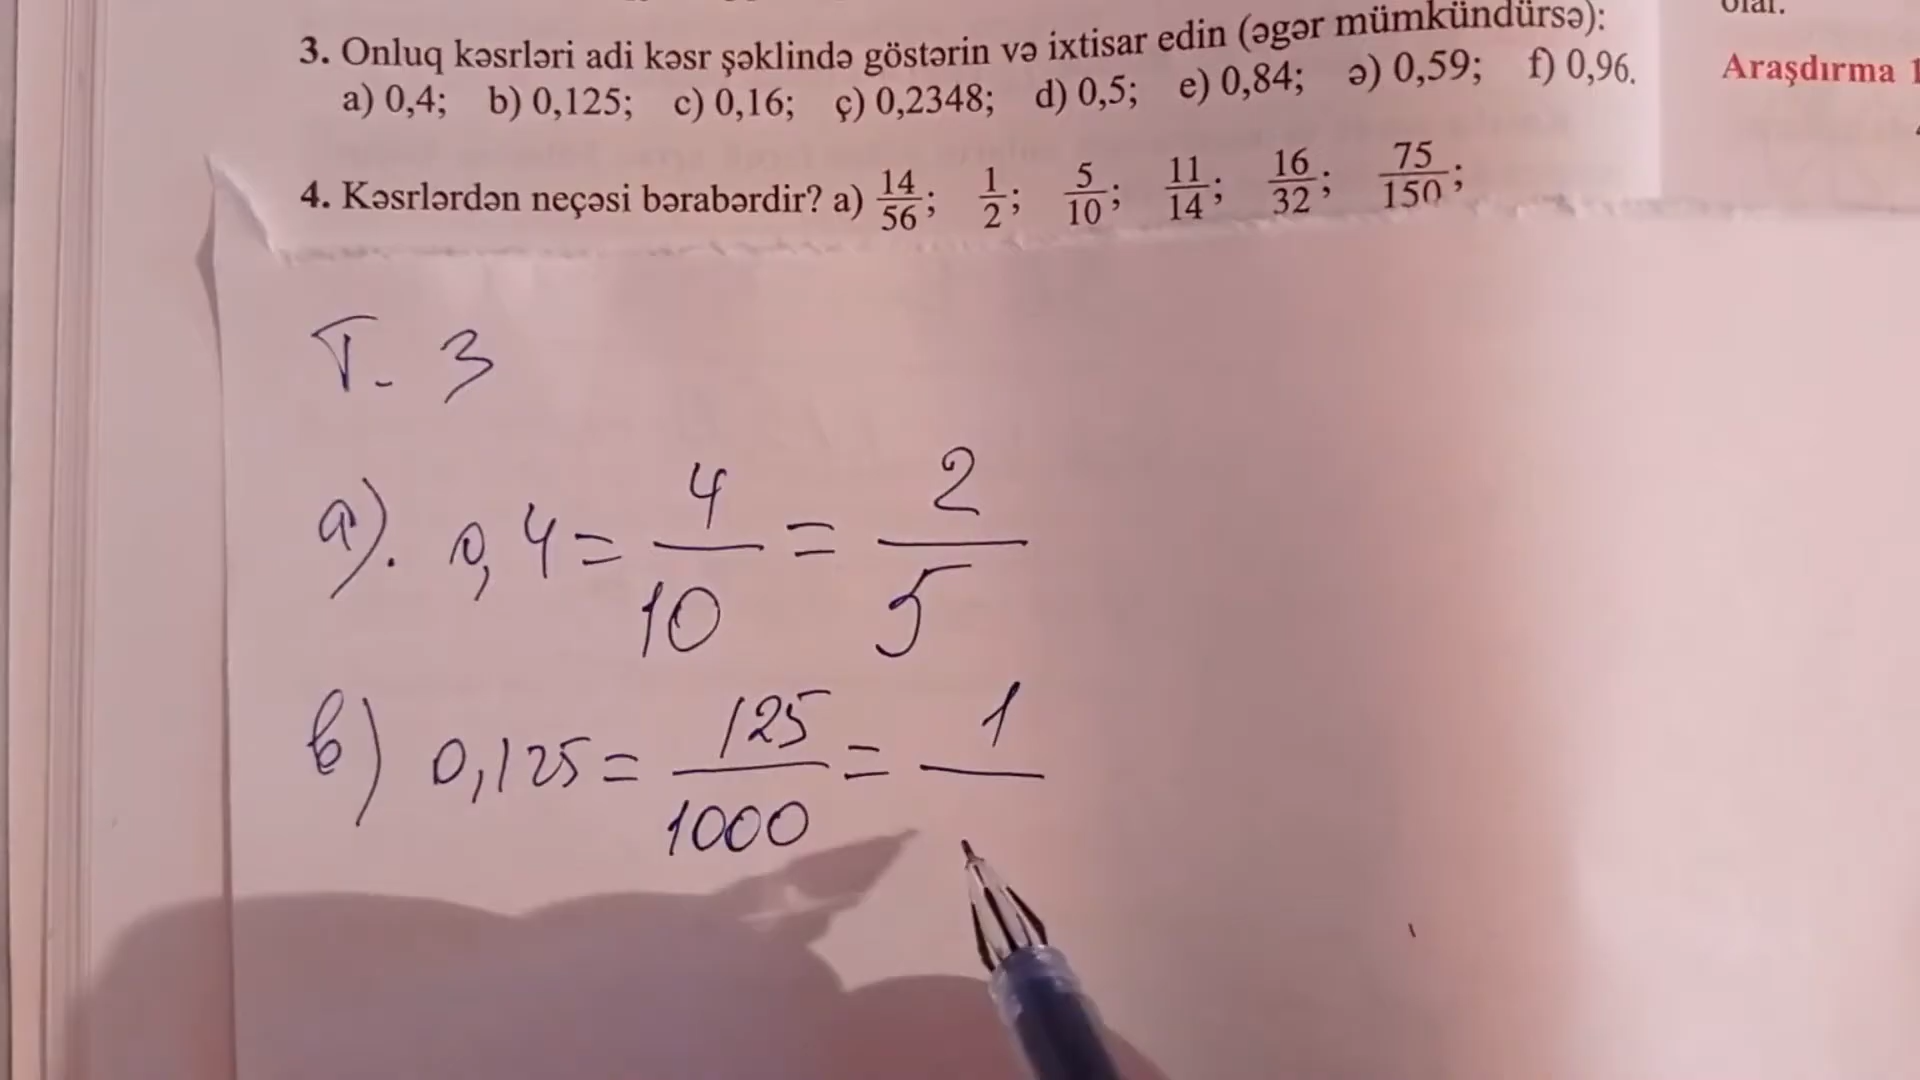 olar.
3. Onluq kəsrləri adi kəsr şəklində göstərin və ixtisar edin (əgər mümkündürsə):
a) 0,4; b) 0,125; c) 0,16; ç) 0,2348; d) 0,5; e) 0,84; ə) 0,59; f) 0,96.
Araşdırma 1
4. Kəsrlərdən neçəsi bərabərdir? a) 14/56; 1/2; 5/10; 11/14; 16/32; 75/150;
T. 3
a). 0,4 = 4/10 = 2/5
b) 0,125 = 125/1000 = 1/